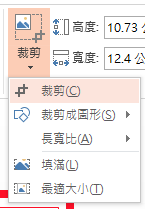 裁剪
高度: 10.73 公
寬度: 12.4 公
裁剪(C)
裁剪成圖形(S)
長寬比(A)
填滿(L)
最適大小(T)